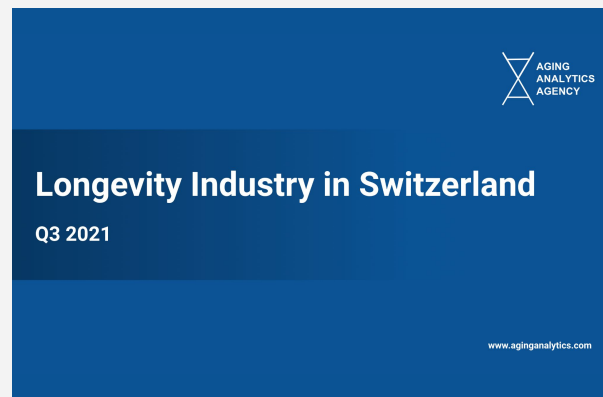 AGING
ANALYTICS
AGENCY
Longevity Industry in Switzerland
Q3 2021
www.aginganalytics.com